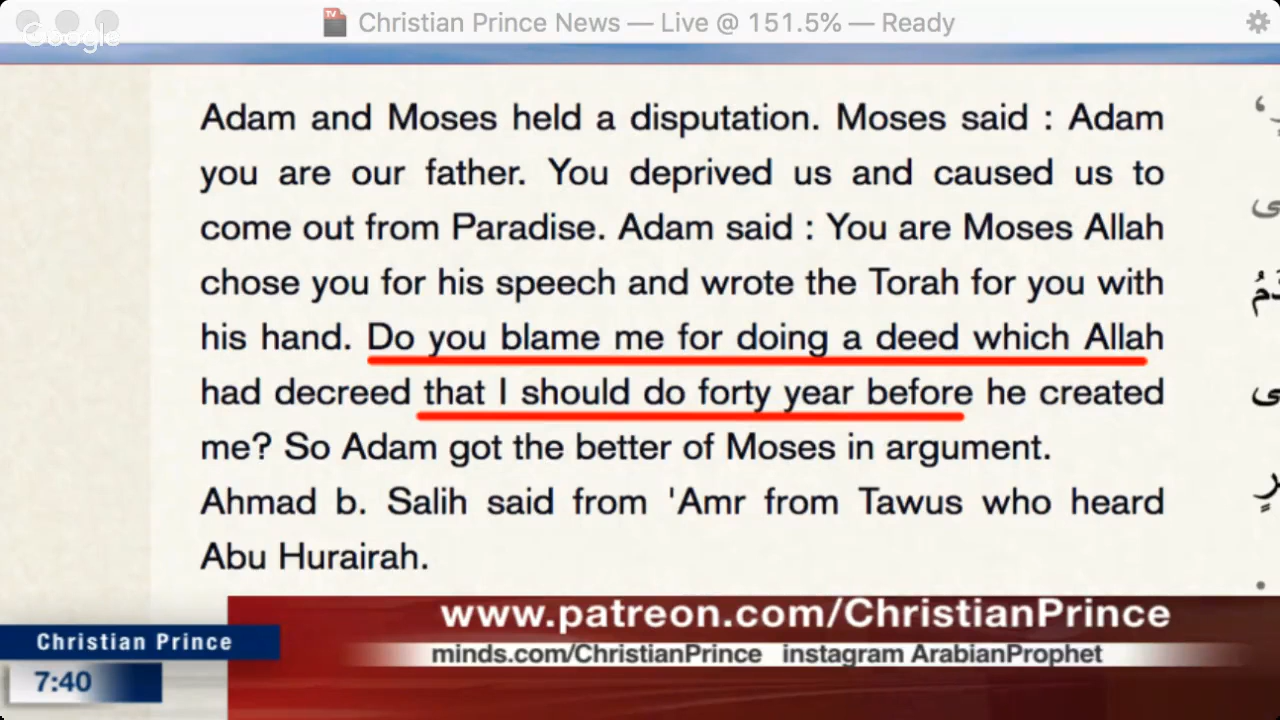 Christian Prince News — Live @ 151.5% — Ready
Google
Adam and Moses held a disputation. Moses said : Adam
you are our father. You deprived us and caused us to
come out from Paradise. Adam said : You are Moses Allah
chose you for his speech and wrote the Torah for you with
his hand. Do you blame me for doing a deed which Allah
had decreed that I should do forty year before he created
me? So Adam got the better of Moses in argument.
Ahmad b. Salih said from 'Amr from Tawus who heard
Abu Hurairah.
www.patreon.com/ChristianPrince
Christian Prince
minds.com/ChristianPrince instagram ArabianProphet
7:40